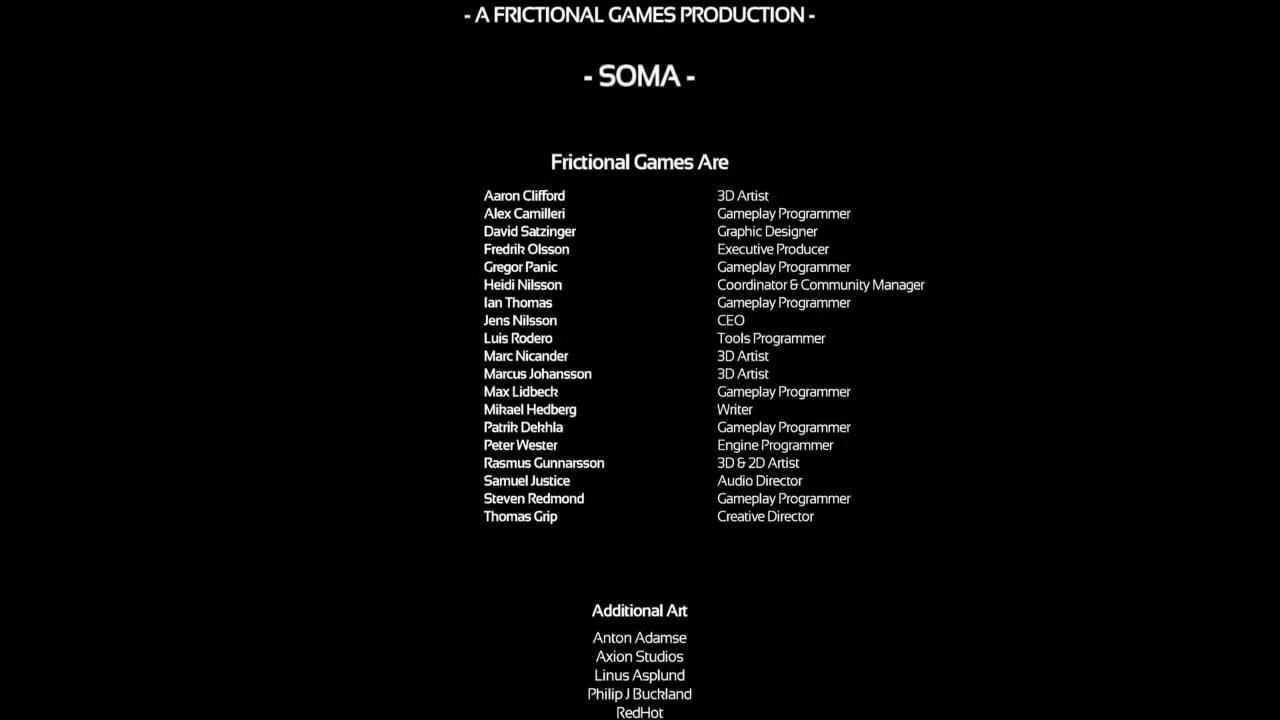 - A FRICTIONAL GAMES PRODUCTION -
- SOMA -
Frictional Games Are
Aaron Clifford 3D Artist
Alex Camilleri Gameplay Programmer
David Satzinger Graphic Designer
Fredrik Olsson Executive Producer
Gregor Panic Gameplay Programmer
Heidi Nilsson Coordinator & Community Manager
Ian Thomas Gameplay Programmer
Jens Nilsson CEO
Luis Rodero Tools Programmer
Marc Nicander 3D Artist
Marcus Johansson 3D Artist
Max Lidbeck Gameplay Programmer
Mikael Hedberg Writer
Patrik Dekhla Gameplay Programmer
Peter Wester Engine Programmer
Rasmus Gunnarsson 3D & 2D Artist
Samuel Justice Audio Director
Steven Redmond Gameplay Programmer
Thomas Grip Creative Director
Additional Art
Anton Adamse
Axion Studios
Linus Asplund
Philip J Buckland
RedHot